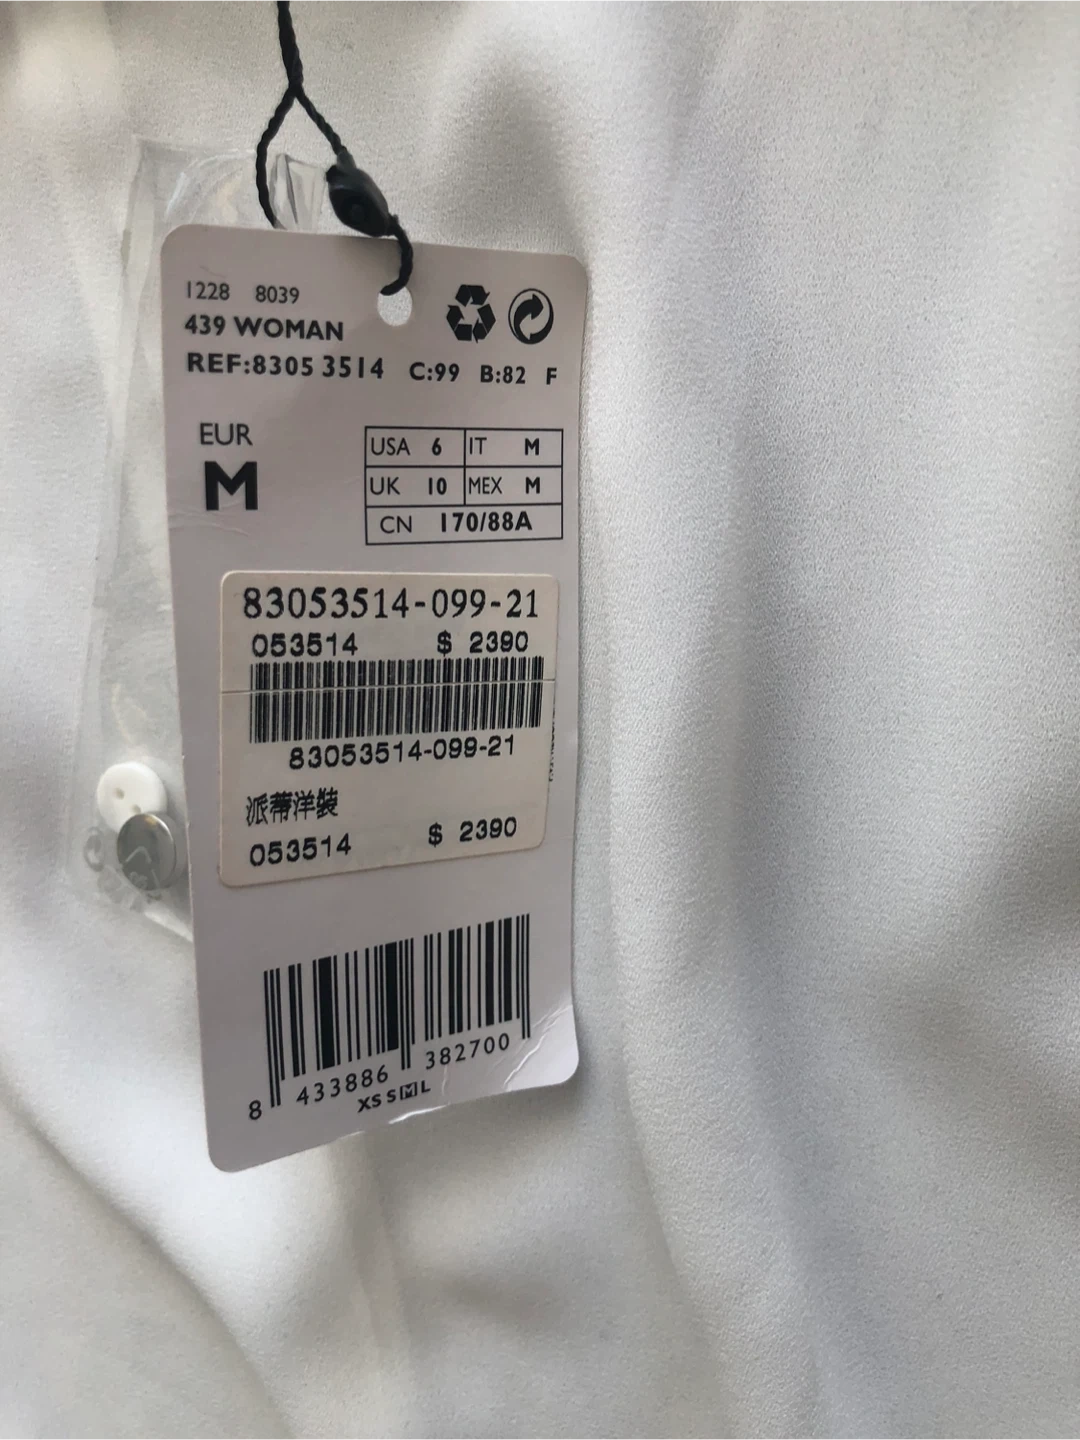 1228 8039
439 WOMAN
REF:8305 3514 C:99 B:82 F
EUR
M
USA 6 IT M
UK 10 MEX M
CN 170/88A
83053514-099-21
053514 $ 2390
83053514-099-21
派蒂洋裝
053514 $ 2390
8 433886 382700
XS S M L